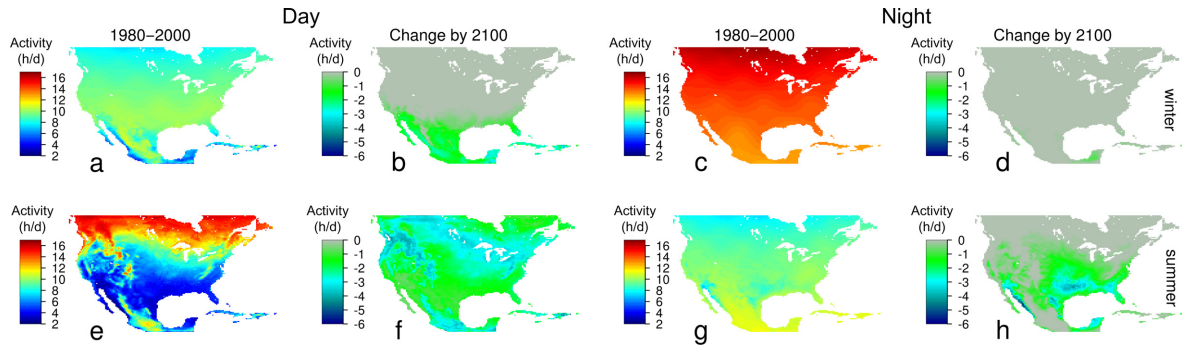 Day
Night
1980−2000
Change by 2100
1980−2000
Change by 2100
Activity
(h/d)
16
14
12
10
8
6
4
2
a
Activity
(h/d)
0
−1
−2
−3
−4
−5
−6
b
Activity
(h/d)
16
14
12
10
8
6
4
2
c
Activity
(h/d)
0
−1
−2
−3
−4
−5
−6
d
winter
Activity
(h/d)
16
14
12
10
8
6
4
2
e
Activity
(h/d)
0
−1
−2
−3
−4
−5
−6
f
Activity
(h/d)
16
14
12
10
8
6
4
2
g
Activity
(h/d)
0
−1
−2
−3
−4
−5
−6
h
summer